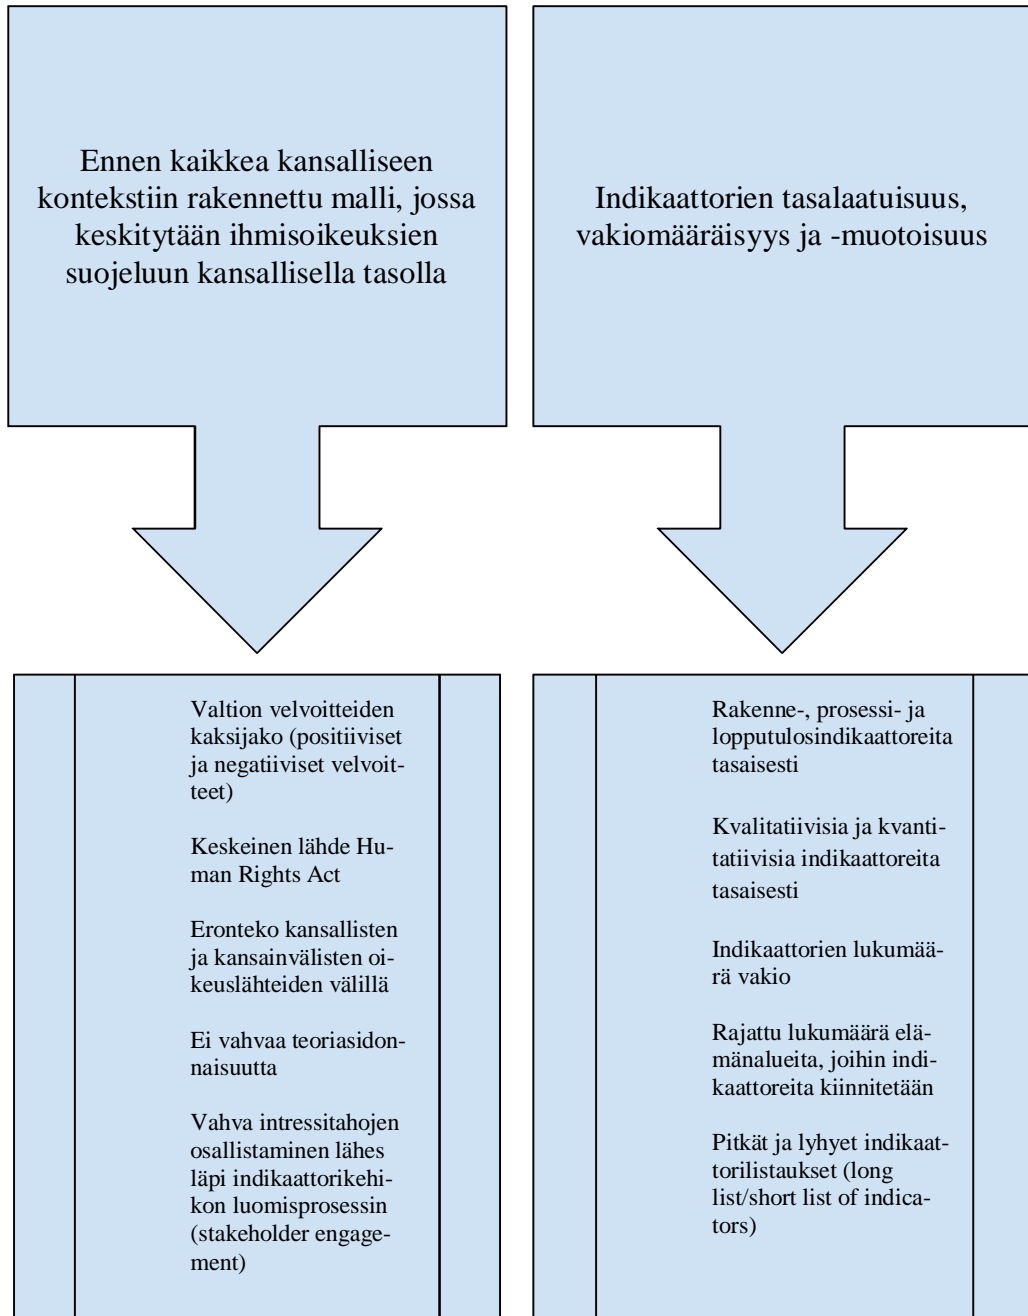 Ennen kaikkea kansalliseen
kontekstiin rakennettu malli, jossa
keskitytään ihmisoikeuksien
suojeluun kansallisella tasolla
Indikaattorien tasalaatuisuus,
vakiomääräisyys ja -muotoisuus
Valtion velvoitteiden
kaksijako (positiiviset
ja negatiiviset velvoit-
teet)
Keskeinen lähde Hu-
man Rights Act
Eronteko kansallisten
ja kansainvälisten oi-
keuslähteiden välillä
Ei vahvaa teoriasidon-
naisuutta
Vahva intressitahojen
osallistaminen lähes
läpi indikaattorikehi-
kon luomisprosessin
(stakeholder engage-
ment)
Rakenne-, prosessi- ja
lopputulosindikaattoreita
tasaisesti
Kvalitatiivisia ja kvanti-
tatiivisia indikaattoreita
tasaisesti
Indikaattorien lukumää-
rä vakio
Rajattu lukumäärä elä-
mänalueita, joihin indi-
kaattoreita kiinnitetään
Pitkät ja lyhyet indikaat-
torilistaukset (long
list/short list of indica-
tors)